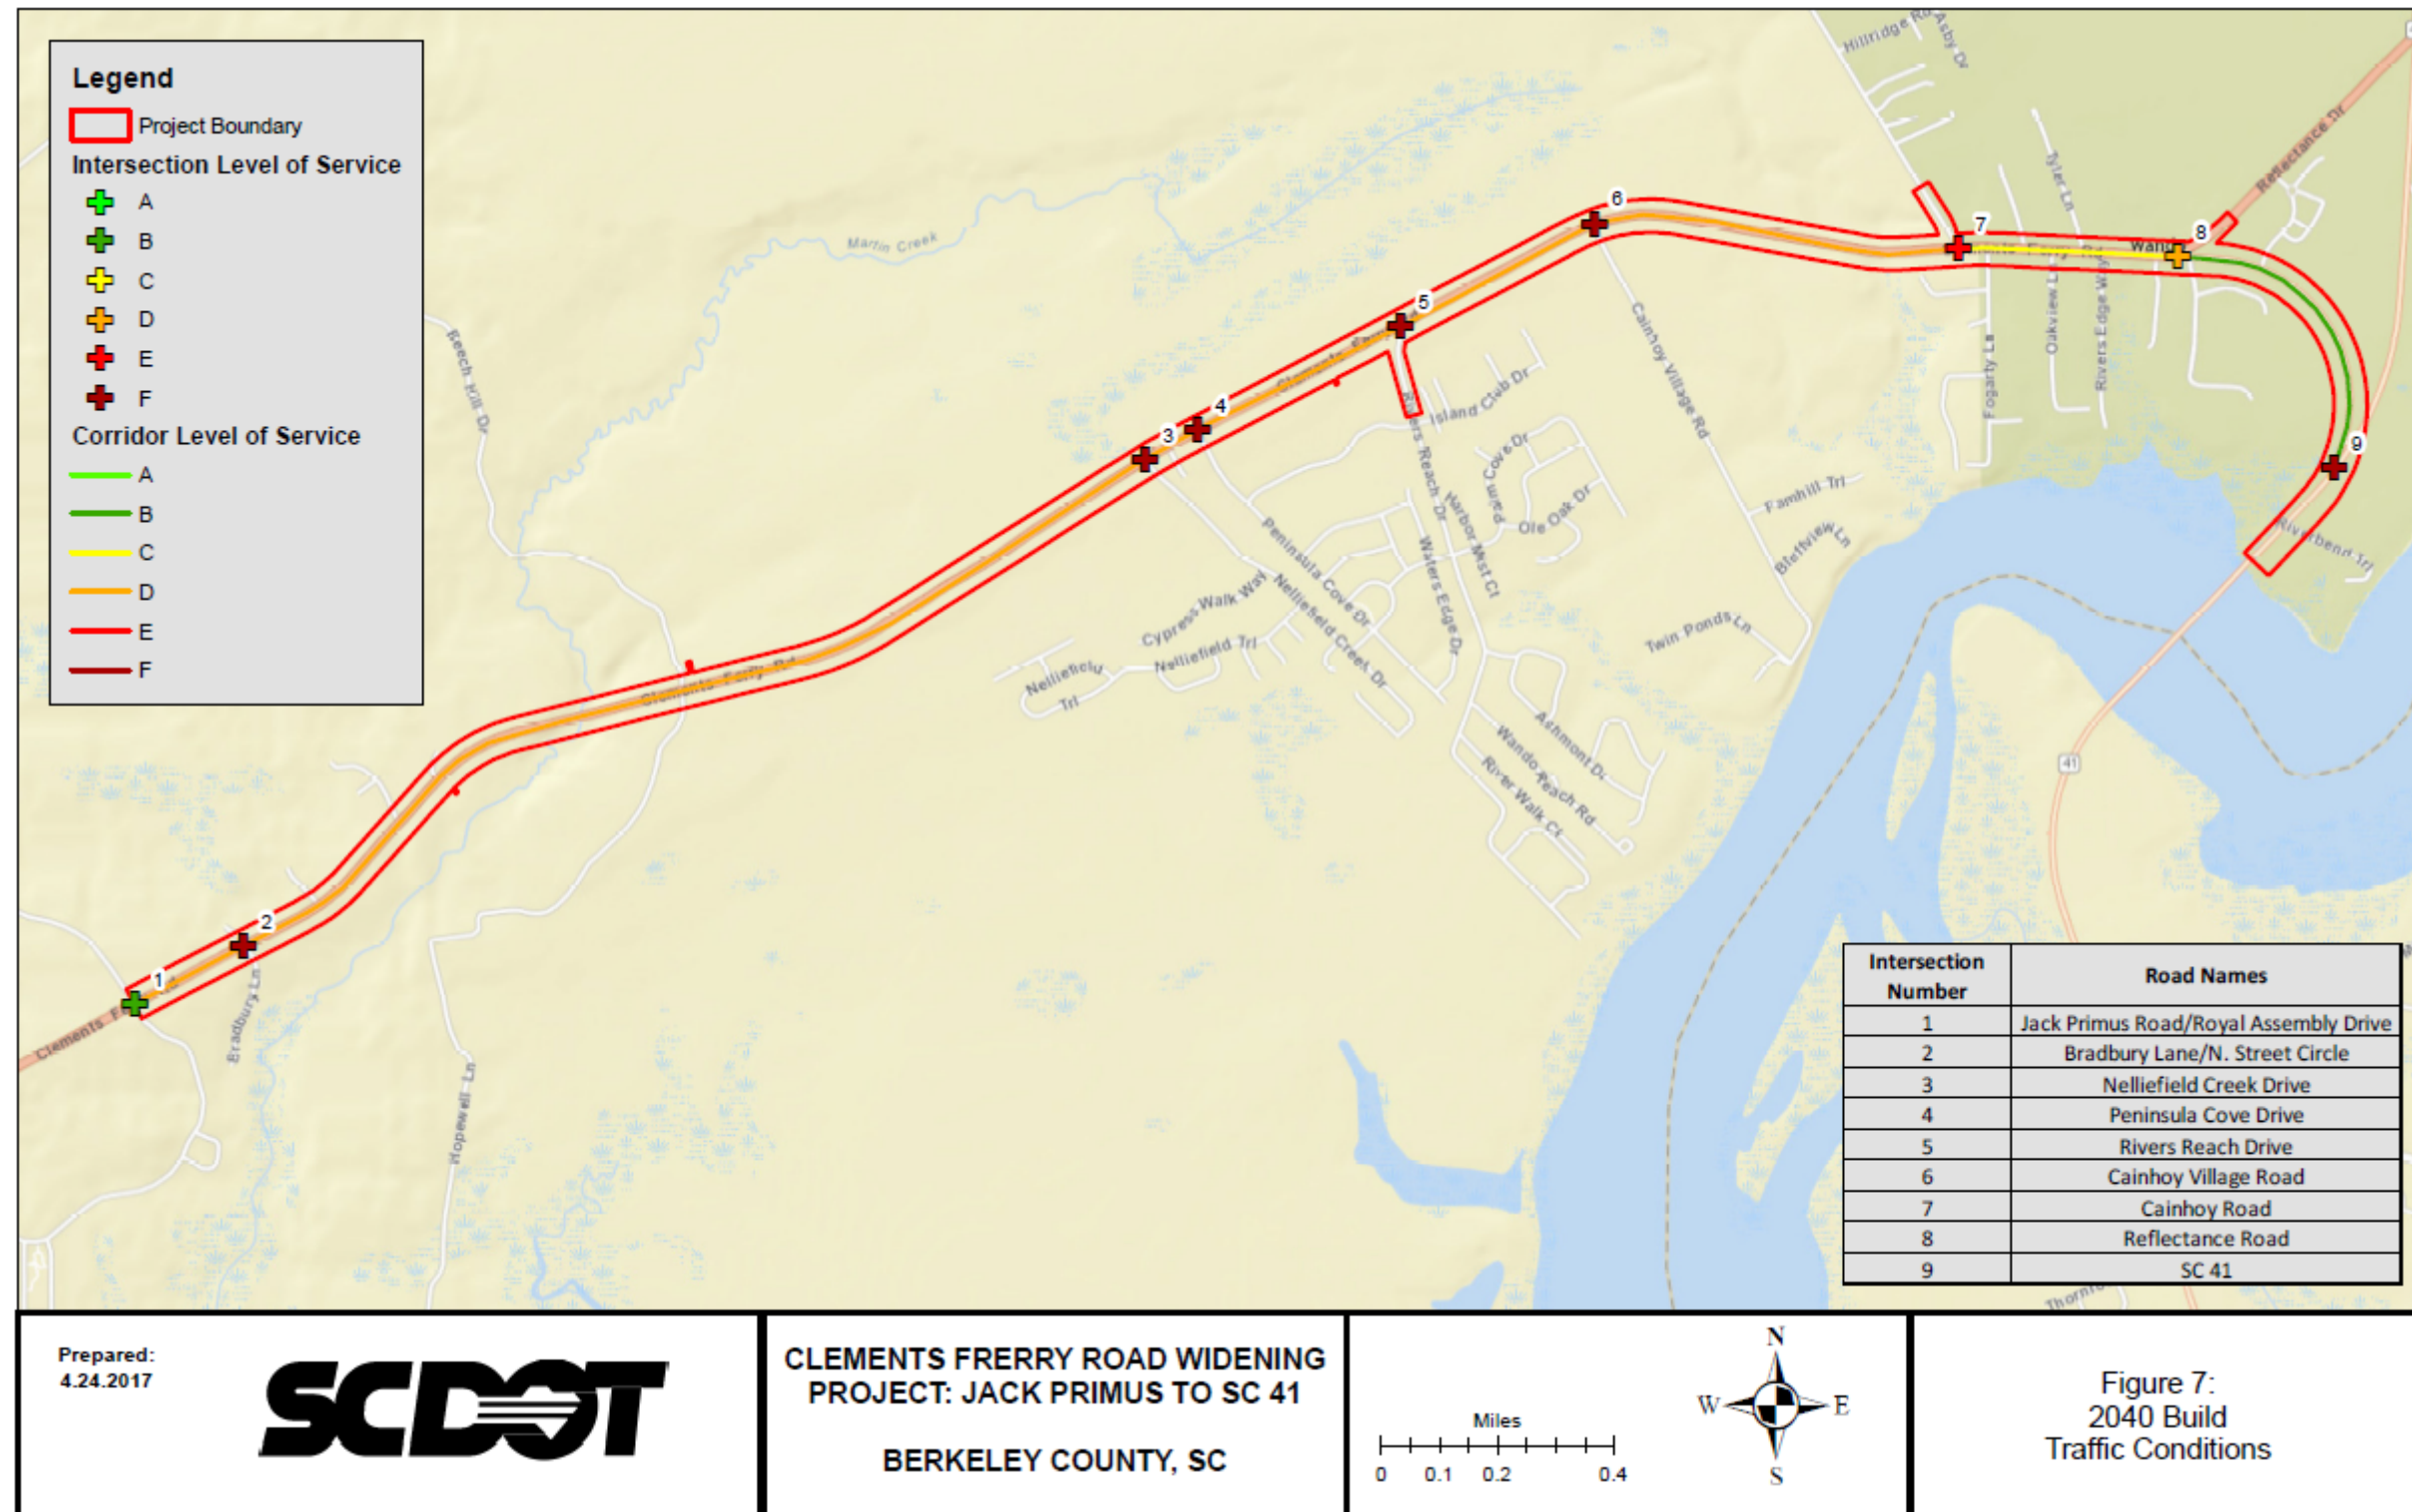 Legend
Project Boundary
Intersection Level of Service
A
B
C
D
E
F
Corridor Level of Service
A
B
C
D
E
F
Hillridge Rd
Asby Dr
Tyler Ln
Reflectance Dr
Martin Creek
Beech Hill Dr
6
7
8
Wando
5
Cainhoy Village Rd
Fogarty Ln
Oakview Ln
Rivers Edge Way
4
3
Island Club Dr
Rivers Reach Dr
Palm Cove Dr
Harbor Mist Ct
Ole Oak Dr
9
Famhill Trl
Riverbend Trl
Bleffview Ln
Peninsula Cove Dr
Waters Edge Dr
Cypress Walk Way
Nelliefield Creek Dr
Nelliefield Trl
Nelliefield
Trl
Twin Ponds Ln
Clements Ferry Rd
Ashmont Dr
Wando Reach Rd
River Walk Ct
41
2
1
Bradbury Ln
Clements
Hopewell Ln
Intersection Number Road Names
1 Jack Primus Road/Royal Assembly Drive
2 Bradbury Lane/N. Street Circle
3 Nelliefield Creek Drive
4 Peninsula Cove Drive
5 Rivers Reach Drive
6 Cainhoy Village Road
7 Cainhoy Road
8 Reflectance Road
9 SC 41
Prepared:
4.24.2017
SCDOT
CLEMENTS FRERRY ROAD WIDENING
PROJECT: JACK PRIMUS TO SC 41
BERKELEY COUNTY, SC
Miles
0 0.1 0.2 0.4
N
W E
S
Figure 7:
2040 Build
Traffic Conditions